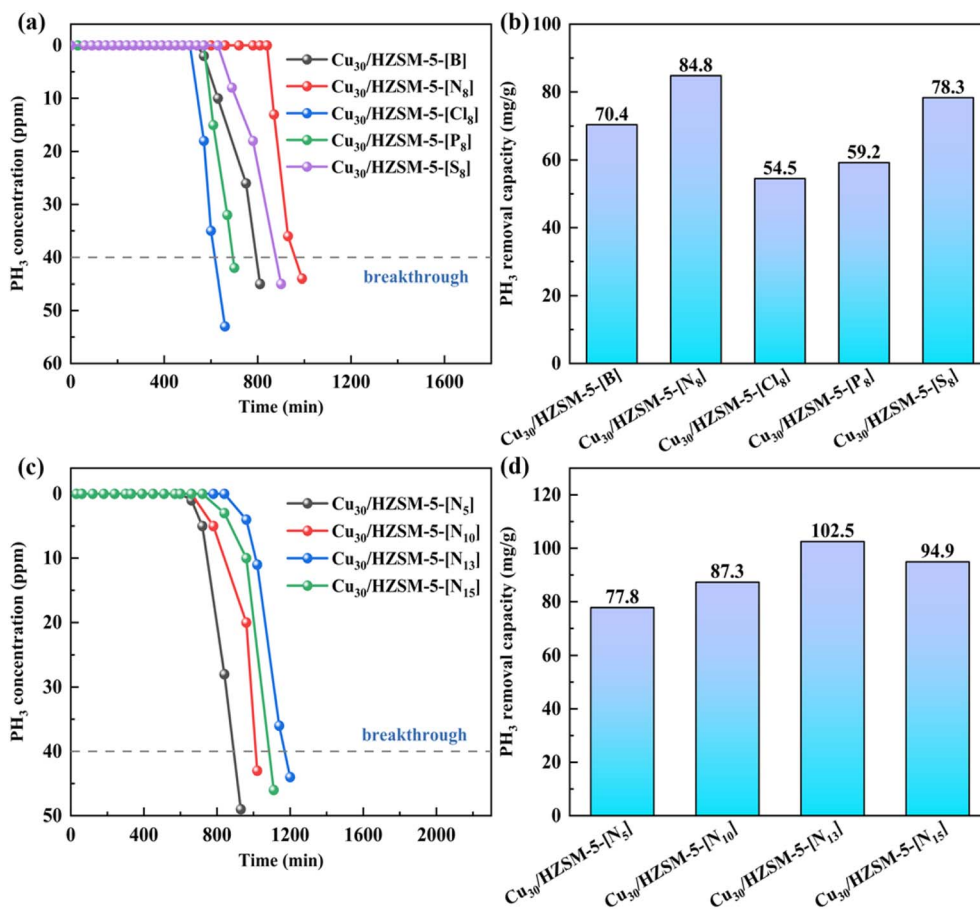 (a)
PH₃ concentration (ppm)
0
10
20
30
40
50
60
Cu₃₀/HZSM-5-[B]
Cu₃₀/HZSM-5-[N₈]
Cu₃₀/HZSM-5-[Cl₈]
Cu₃₀/HZSM-5-[P₈]
Cu₃₀/HZSM-5-[S₈]
breakthrough
0 400 800 1200 1600
Time (min)
(b)
PH₃ removal capacity (mg/g)
100
80
60
40
20
0
70.4
84.8
54.5
59.2
78.3
Cu₃₀/HZSM-5-[B]
Cu₃₀/HZSM-5-[N₈]
Cu₃₀/HZSM-5-[Cl₈]
Cu₃₀/HZSM-5-[P₈]
Cu₃₀/HZSM-5-[S₈]
(c)
PH₃ concentration (ppm)
0
10
20
30
40
50
Cu₃₀/HZSM-5-[N₅]
Cu₃₀/HZSM-5-[N₁₀]
Cu₃₀/HZSM-5-[N₁₃]
Cu₃₀/HZSM-5-[N₁₅]
breakthrough
0 400 800 1200 1600 2000
Time (min)
(d)
PH₃ removal capacity (mg/g)
120
100
80
60
40
20
0
77.8
87.3
102.5
94.9
Cu₃₀/HZSM-5-[N₅]
Cu₃₀/HZSM-5-[N₁₀]
Cu₃₀/HZSM-5-[N₁₃]
Cu₃₀/HZSM-5-[N₁₅]